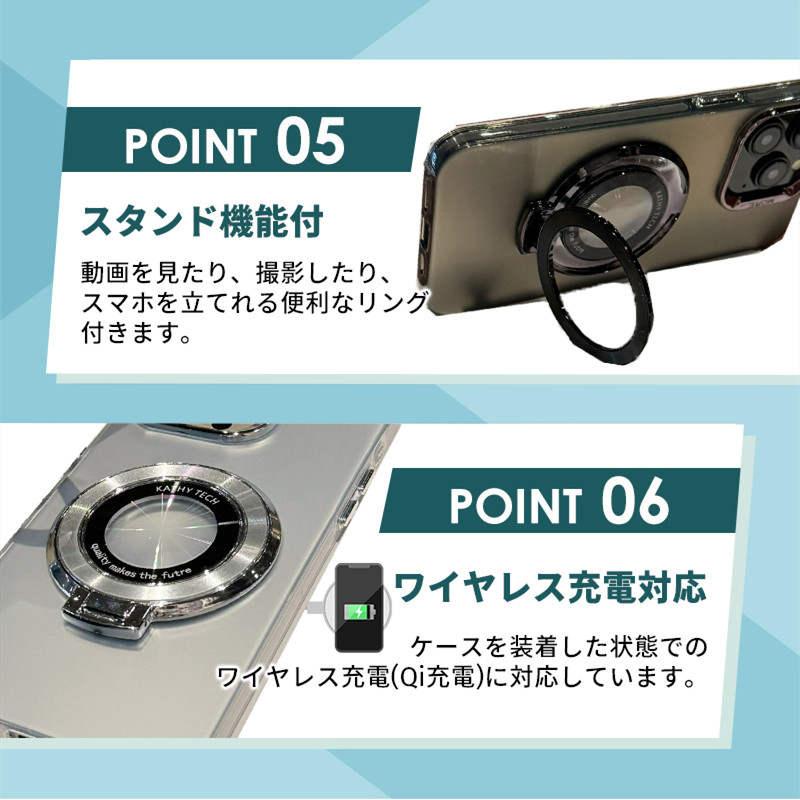 POINT 05
スタンド機能付
動画を見たり、撮影したり、
スマホを立てれる便利なリング
付きます。
KATHY TECH
POINT 06
KATHY TECH
quality makes the futre
ワイヤレス充電対応
ケースを装着した状態での
ワイヤレス充電(Qi充電)に対応しています。